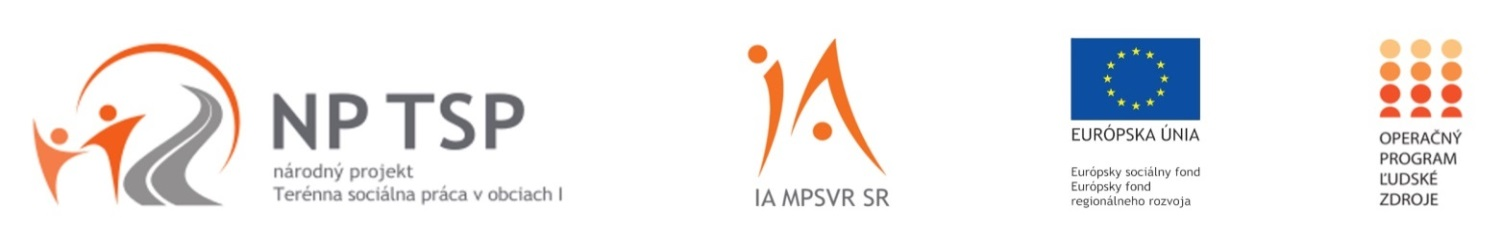 NP TSP
národný projekt
Terénna sociálna práca v obciach I
IA MPSVR SR
EURÓPSKA ÚNIA
Európsky sociálny fond
Európsky fond
regionálneho rozvoja
OPERAČNÝ
PROGRAM
ĽUDSKÉ
ZDROJE